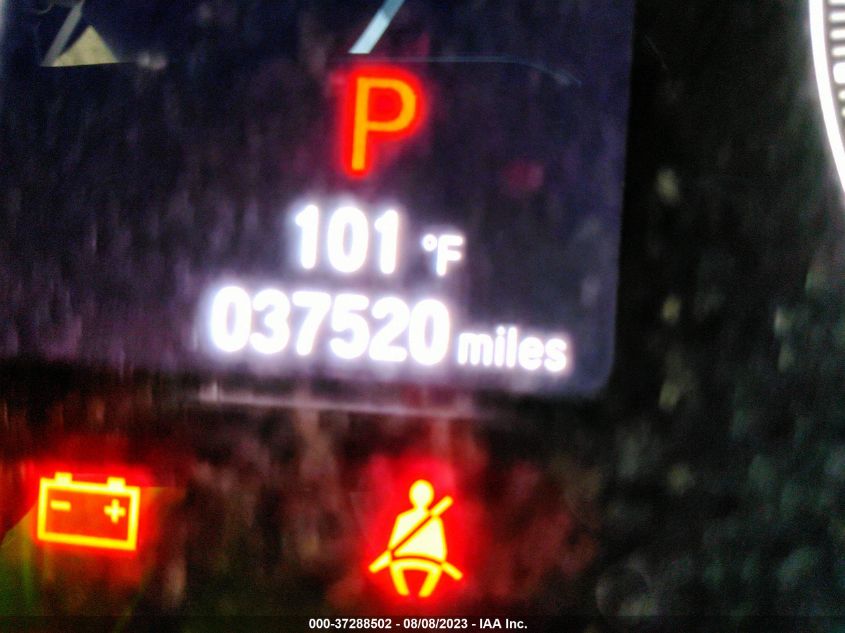 P
101 °F
037520 miles
- +
000-37288502 - 08/08/2023 - IAA Inc.